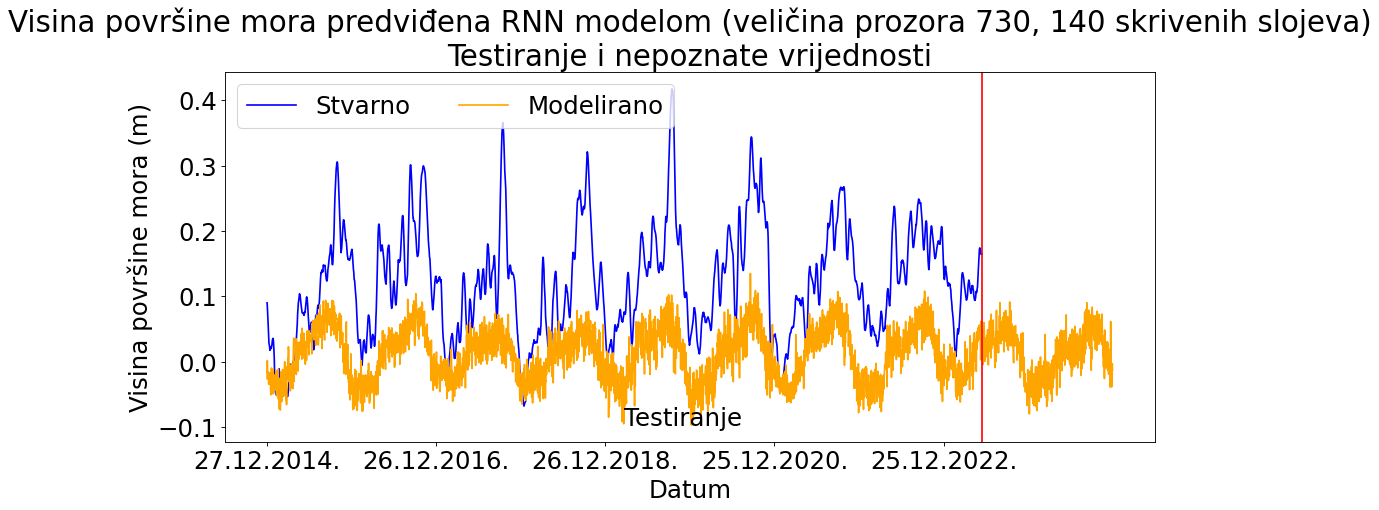 Visina površine mora predviđena RNN modelom (veličina prozora 730, 140 skrivenih slojeva)
Testiranje i nepoznate vrijednosti
Stvarno Modelirano
Visina površine mora (m)
0.4
0.3
0.2
0.1
0.0
−0.1
Testiranje
27.12.2014. 26.12.2016. 26.12.2018. 25.12.2020. 25.12.2022.
Datum